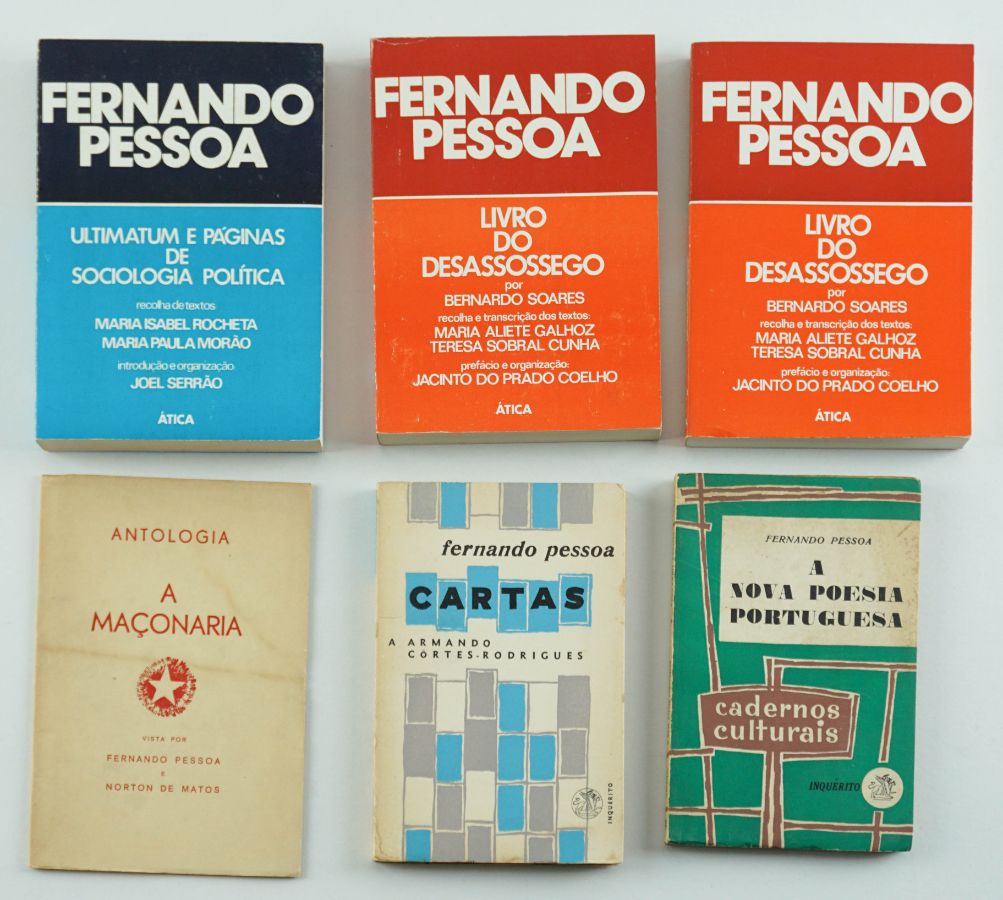 FERNANDO
PESSOA
ULTIMATUM E PÁGINAS
DE
SOCIOLOGIA POLÍTICA
recolha de textos
MARIA ISABEL ROCHETA
MARIA PAULA MORÃO
introdução e organização
JOEL SERRÃO
ÁTICA
FERNANDO
PESSOA
LIVRO
DO
DESASSOSSEGO
por
BERNARDO SOARES
recolha e transcrição dos textos:
MARIA ALIETE GALHOZ
TERESA SOBRAL CUNHA
prefácio e organização:
JACINTO DO PRADO COELHO
ÁTICA
FERNANDO
PESSOA
LIVRO
DO
DESASSOSSEGO
por
BERNARDO SOARES
recolha e transcrição dos textos:
MARIA ALIETE GALHOZ
TERESA SOBRAL CUNHA
prefácio e organização:
JACINTO DO PRADO COELHO
ÁTICA
ANTOLOGIA
A
MAÇONARIA
VISTA POR
FERNANDO PESSOA
E
NORTON DE MATOS
fernando pessoa
CARTAS
A ARMANDO
CÔRTES-RODRIGUES
INQUÉRITO
FERNANDO PESSOA
A
NOVA POESIA
PORTUGUESA
cadernos
culturais
INQUÉRITO